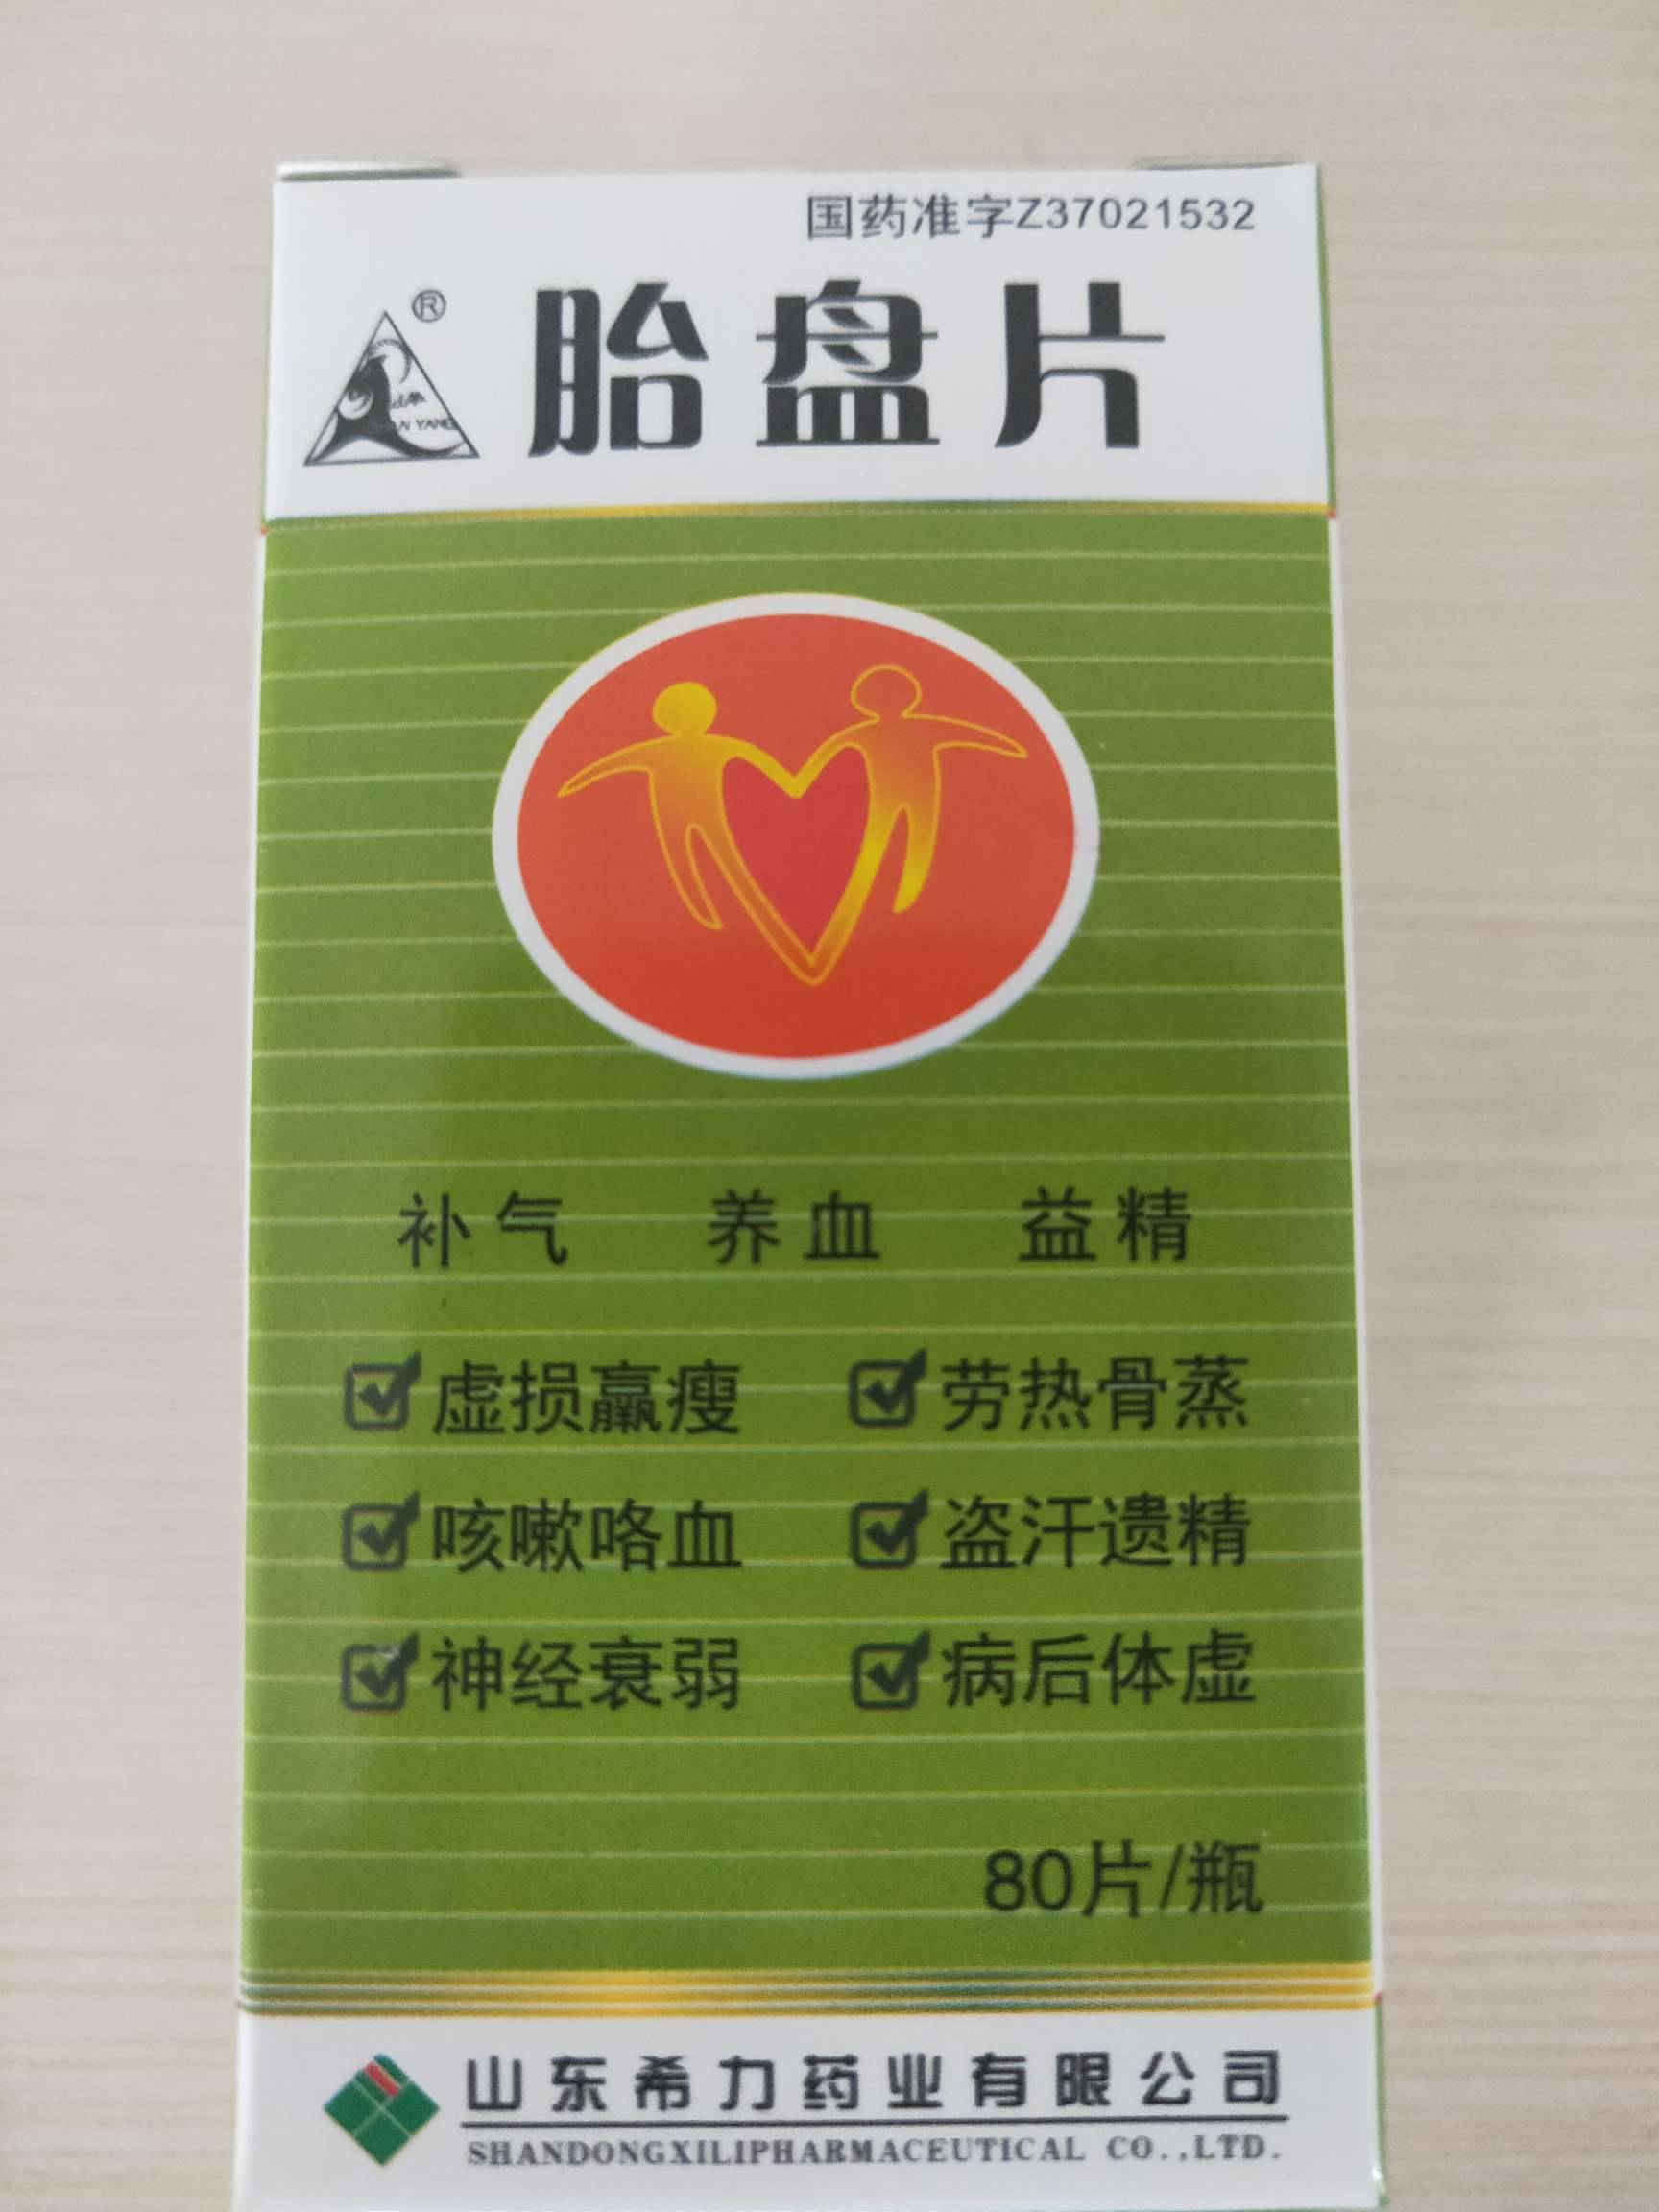 国药准字Z37021532
®
胎盘片
补气 养血 益精
虚损羸瘦 劳热骨蒸
咳嗽咯血 盗汗遗精
神经衰弱 病后体虚
80片/瓶
山东希力药业有限公司
SHANDONGXILIPHARMACEUTICAL CO.,LTD.